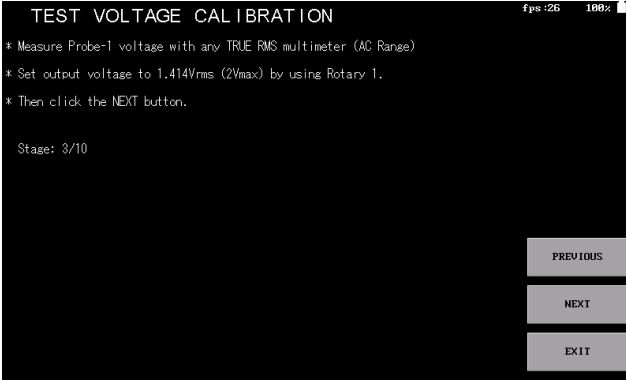 TEST VOLTAGE CALIBRATION
fps:26 100%
* Measure Probe-1 voltage with any TRUE RMS multimeter (AC Range)
* Set output voltage to 1.414Vrms (2Vmax) by using Rotary 1.
* Then click the NEXT button.
Stage: 3/10
PREVIOUS
NEXT
EXIT